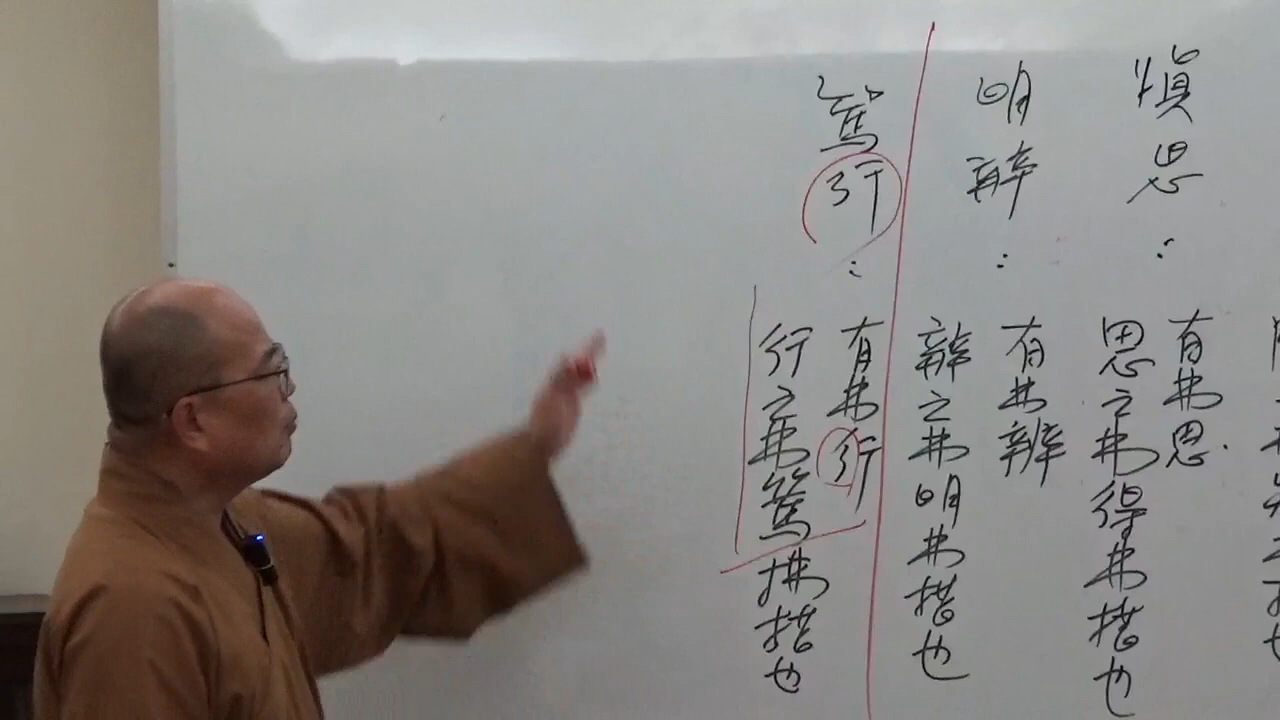 慎思：
有弗思
思之弗得弗措也
明辨：
有弗辨
辨之弗明弗措也
篤行：
有弗行
行之弗篤拂措也